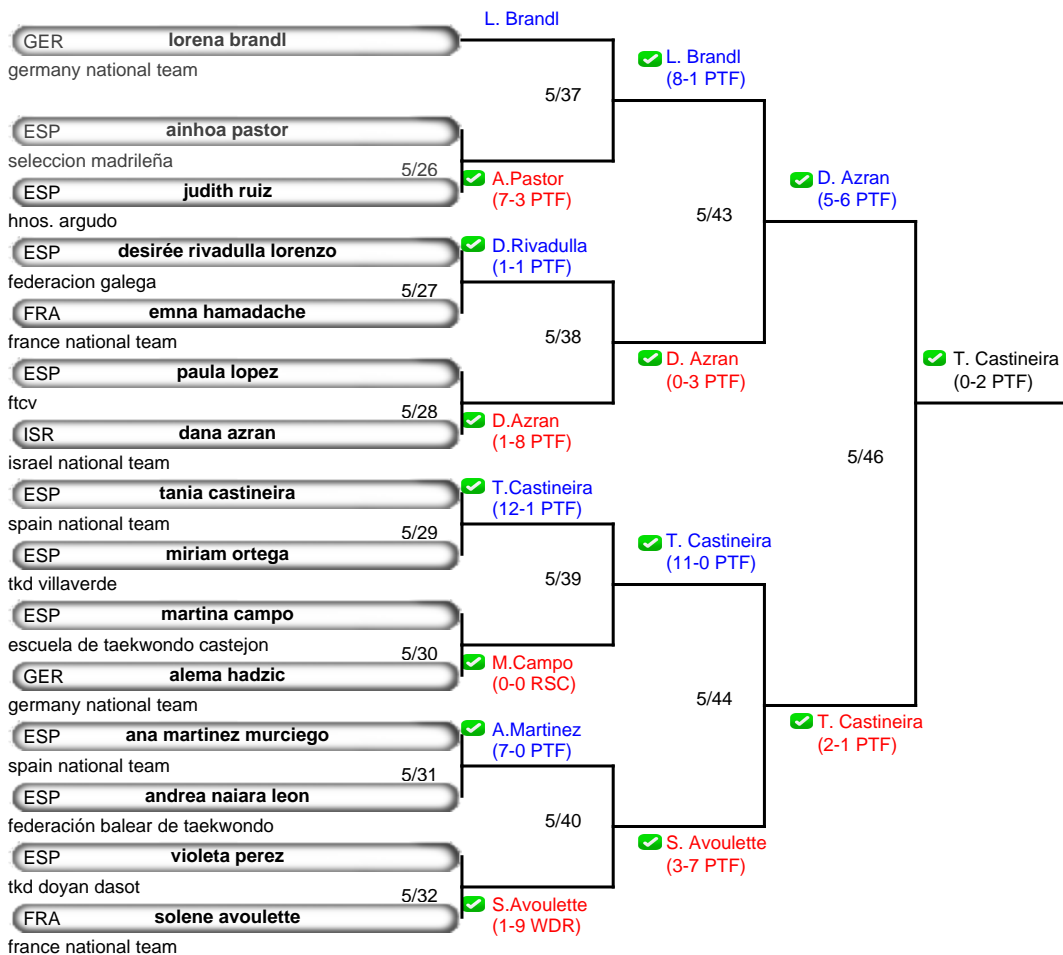 L. Brandl
GER lorena brandl
germany national team
L. Brandl
(8-1 PTF)
5/37
ESP ainhoa pastor
seleccion madrileña
5/26
ESP judith ruiz
hnos. argudo
A.Pastor
(7-3 PTF)
D. Azran
(5-6 PTF)
5/43
ESP desirée rivadulla lorenzo
federacion galega
D.Rivadulla
(1-1 PTF)
5/27
FRA emna hamadache
france national team
5/38
ESP paula lopez
ftcv
D. Azran
(0-3 PTF)
T. Castineira
(0-2 PTF)
5/28
ISR dana azran
israel national team
D.Azran
(1-8 PTF)
5/46
ESP tania castineira
spain national team
T.Castineira
(12-1 PTF)
5/29
ESP miriam ortega
tkd villaverde
T. Castineira
(11-0 PTF)
5/39
ESP martina campo
escuela de taekwondo castejon
5/30
GER alema hadzic
germany national team
M.Campo
(0-0 RSC)
5/44
ESP ana martinez murciego
spain national team
A.Martinez
(7-0 PTF)
T. Castineira
(2-1 PTF)
5/31
ESP andrea naiara leon
federación balear de taekwondo
5/40
ESP violeta perez
tkd doyan dasot
S. Avoulette
(3-7 PTF)
5/32
FRA solene avoulette
france national team
S.Avoulette
(1-9 WDR)